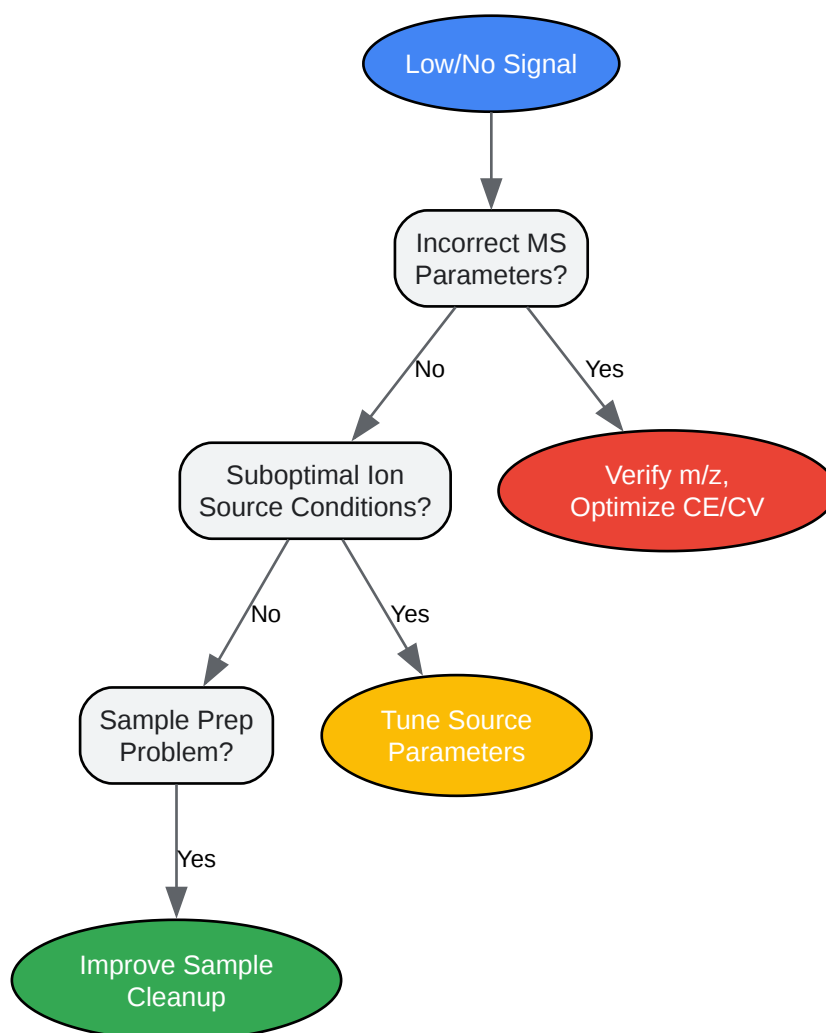 Low/No Signal
Incorrect MS
Parameters?
No
Yes
Suboptimal Ion
Source Conditions?
Verify m/z,
Optimize CE/CV
No
Yes
Sample Prep
Problem?
Tune Source
Parameters
Yes
Improve Sample
Cleanup